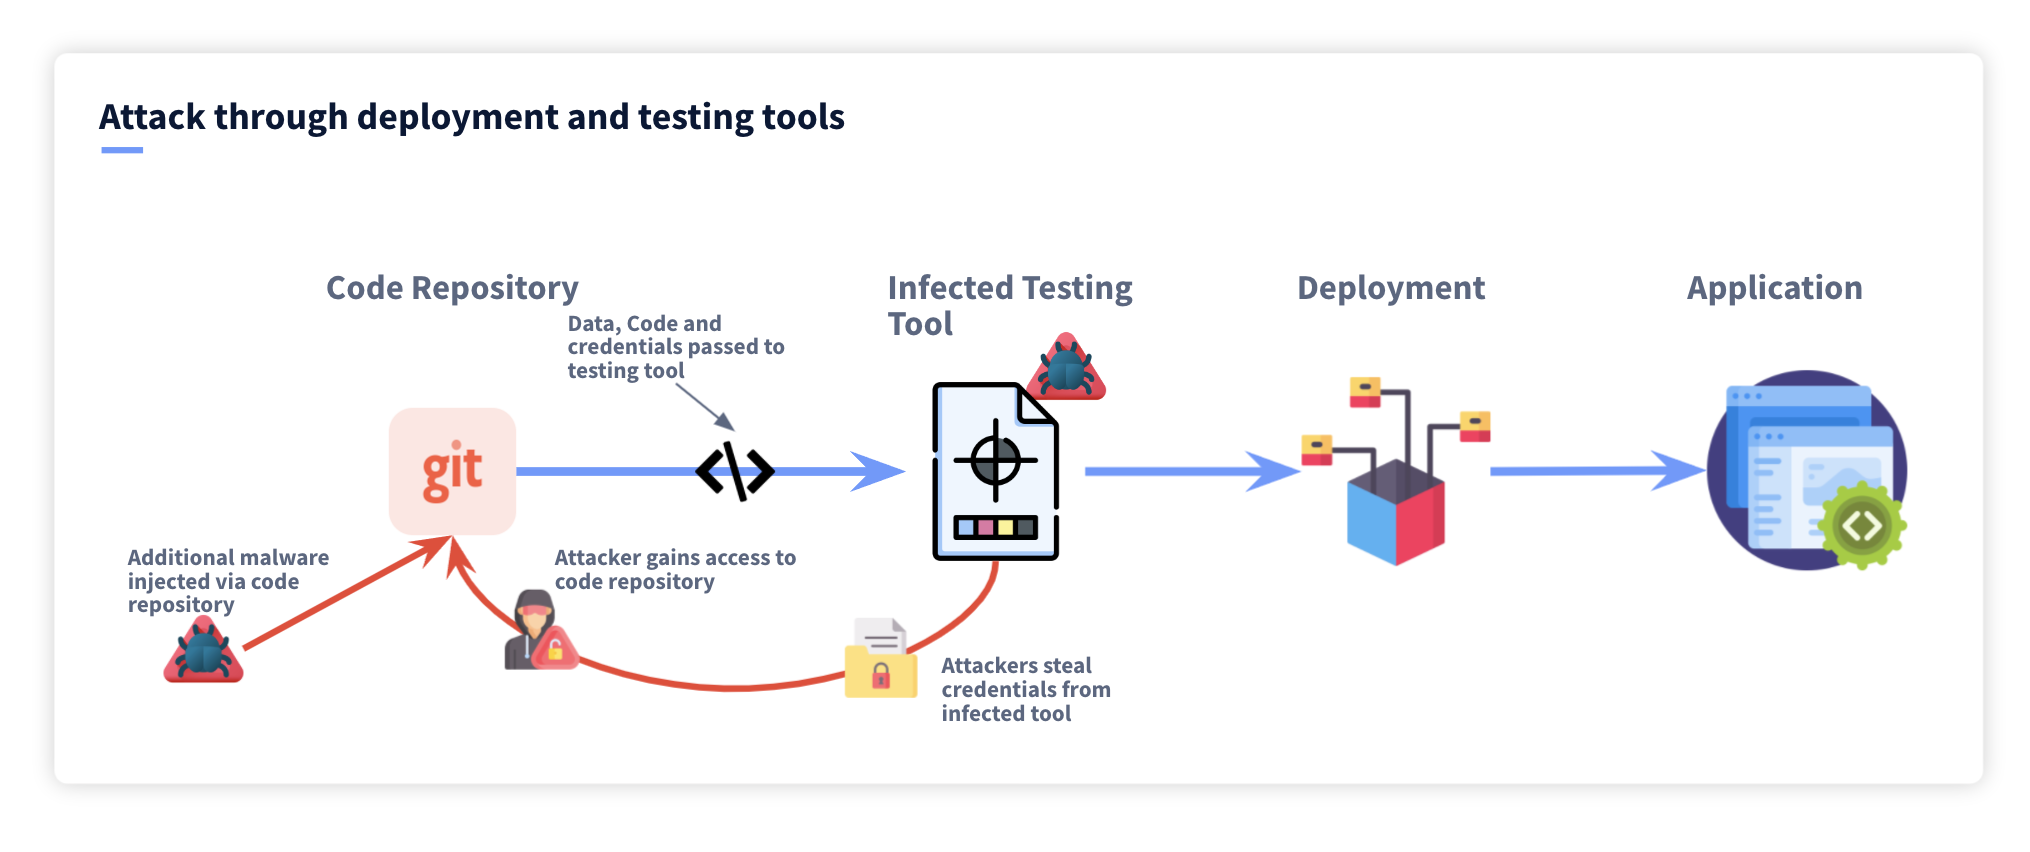 Attack through deployment and testing tools
Code Repository
Infected Testing
Tool
Deployment
Application
Data, Code and
credentials passed to
testing tool
git
</>
Additional malware
injected via code
repository
Attacker gains access to
code repository
Attackers steal
credentials from
infected tool